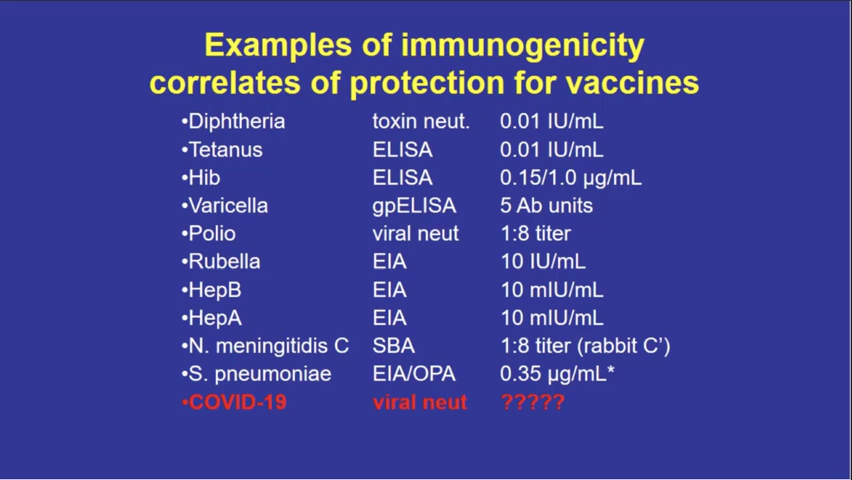 Examples of immunogenicity
correlates of protection for vaccines
•Diphtheria toxin neut. 0.01 IU/mL
•Tetanus ELISA 0.01 IU/mL
•Hib ELISA 0.15/1.0 µg/mL
•Varicella gpELISA 5 Ab units
•Polio viral neut 1:8 titer
•Rubella EIA 10 IU/mL
•HepB EIA 10 mIU/mL
•HepA EIA 10 mIU/mL
•N. meningitidis C SBA 1:8 titer (rabbit C’)
•S. pneumoniae EIA/OPA 0.35 µg/mL*
•COVID-19 viral neut ?????